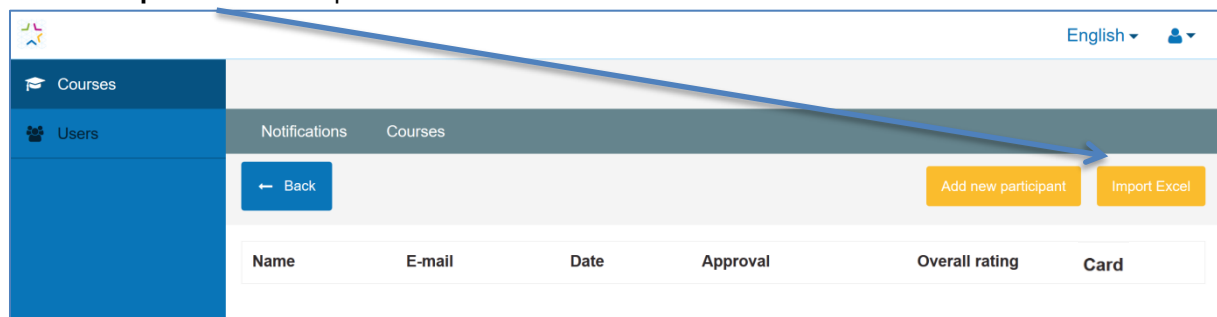 English
Courses
Users
Notifications Courses
← Back Add new participant Import Excel
Name E-mail Date Approval Overall rating Card